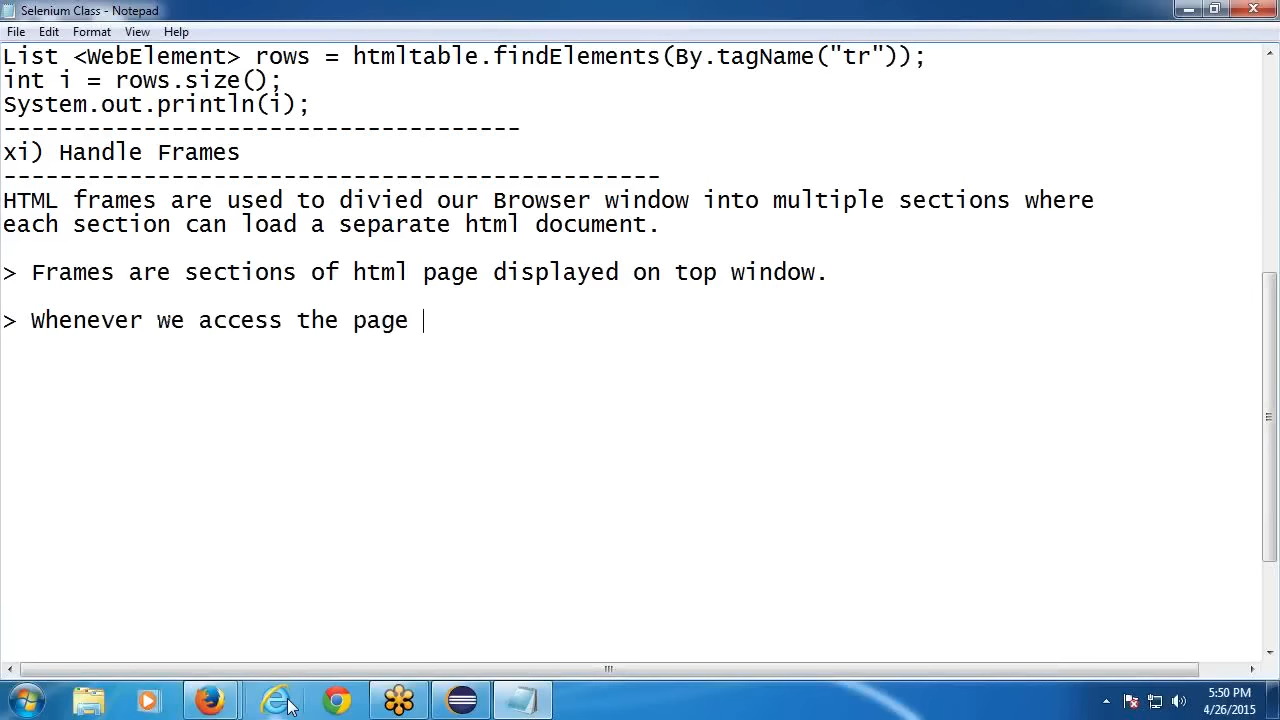 Selenium Class - Notepad
File Edit Format View Help
List <WebElement> rows = htmltable.findElements(By.tagName("tr"));
int i = rows.size();
System.out.println(i);
-------------------------------------
xi) Handle Frames
-----------------------------------------------
HTML frames are used to divied our Browser window into multiple sections where
each section can load a separate html document.
> Frames are sections of html page displayed on top window.
> Whenever we access the page
5:50 PM
4/26/2015